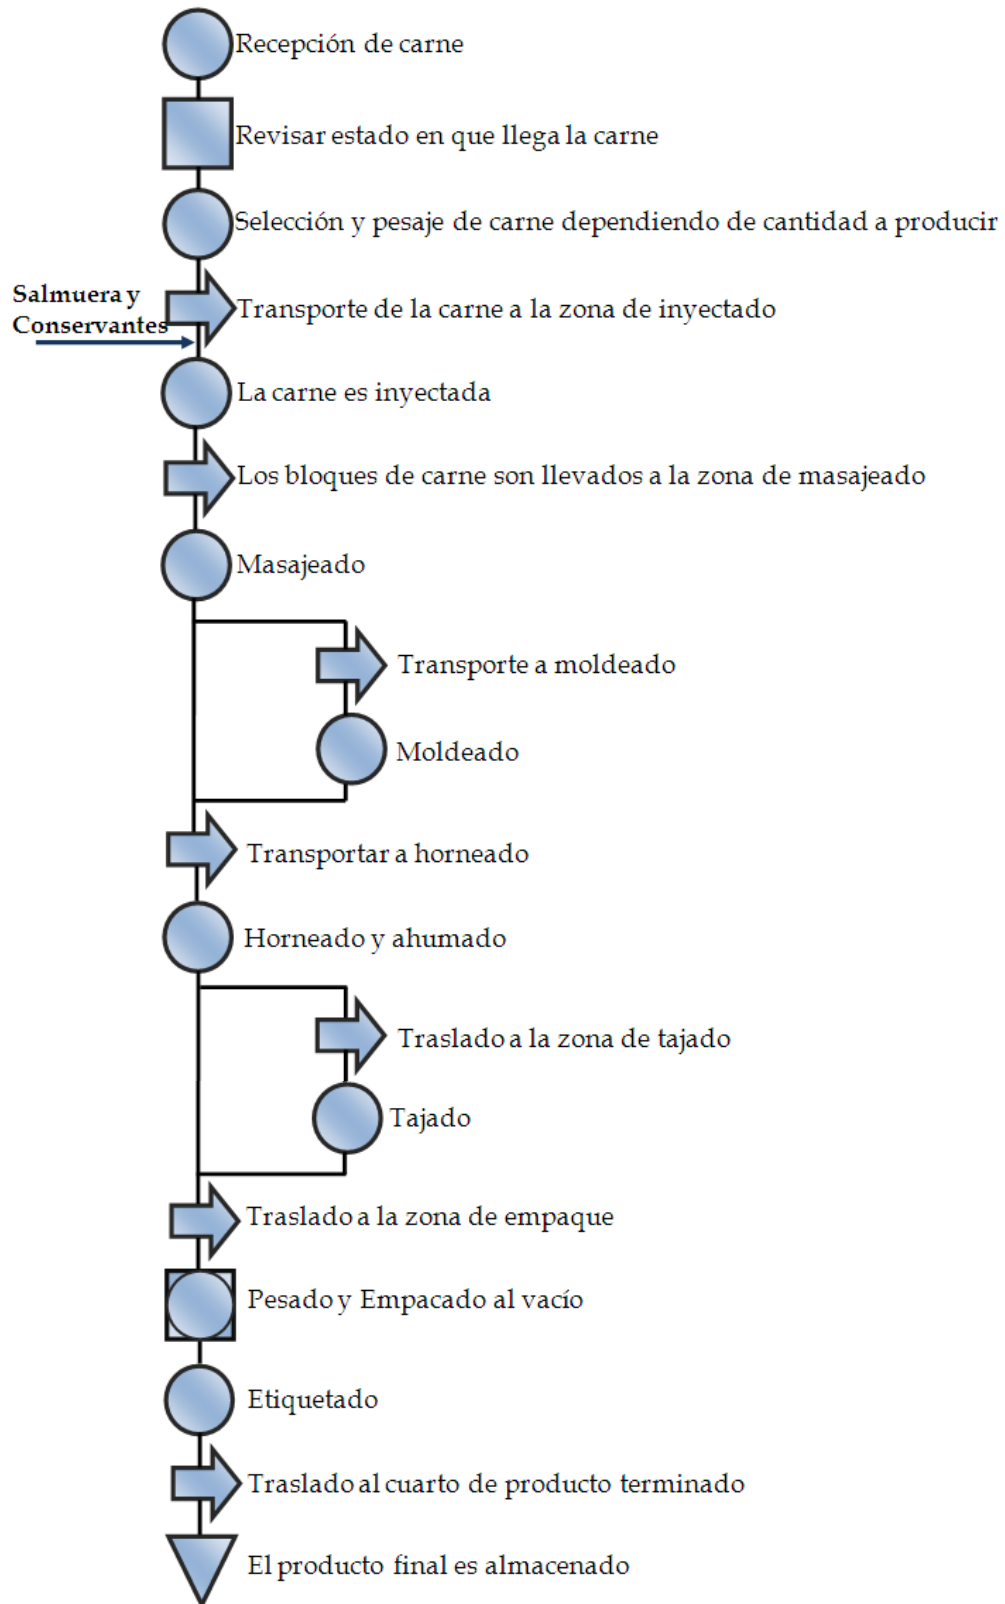 Recepción de carne
Revisar estado en que llega la carne
Selección y pesaje de carne dependiendo de cantidad a producir
Salmuera y
Conservantes
Transporte de la carne a la zona de inyectado
La carne es inyectada
Los bloques de carne son llevados a la zona de masajeado
Masajeado
Transporte a moldeado
Moldeado
Transportar a horneado
Horneado y ahumado
Traslado a la zona de tajado
Tajado
Traslado a la zona de empaque
Pesado y Empacado al vacío
Etiquetado
Traslado al cuarto de producto terminado
El producto final es almacenado